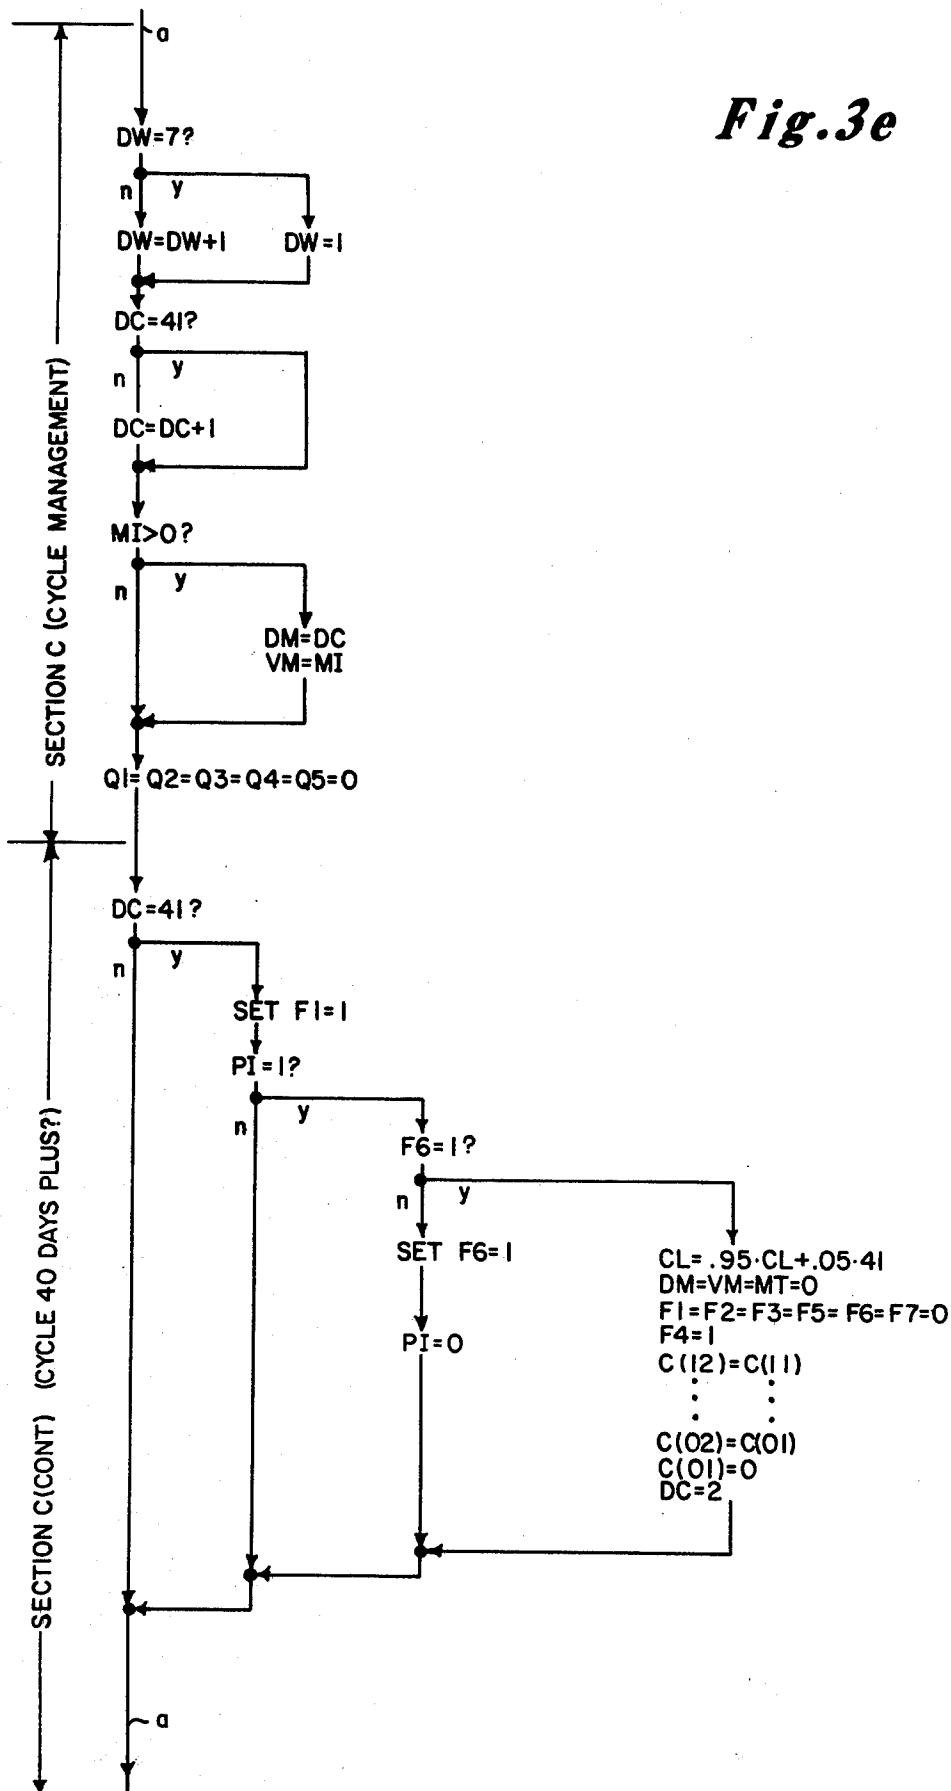 a
Fig.3e
DW=7?
n y
DW=DW+1 DW=1
DC=41?
n y
DC=DC+1
MI>0?
n y
DM=DC
VM=MI
Q1=Q2=Q3=Q4=Q5=0
SECTION C (CYCLE MANAGEMENT)
DC=41?
n y
SET F1=1
PI=1?
n y
F6=1?
n y
SET F6=1
PI=0
CL=.95·CL+.05·41
DM=VM=MT=0
F1=F2=F3=F5=F6=F7=0
F4=1
C(12)=C(11)
C(02)=C(01)
C(01)=0
DC=2
SECTION C(CONT) (CYCLE 40 DAYS PLUS?)
a